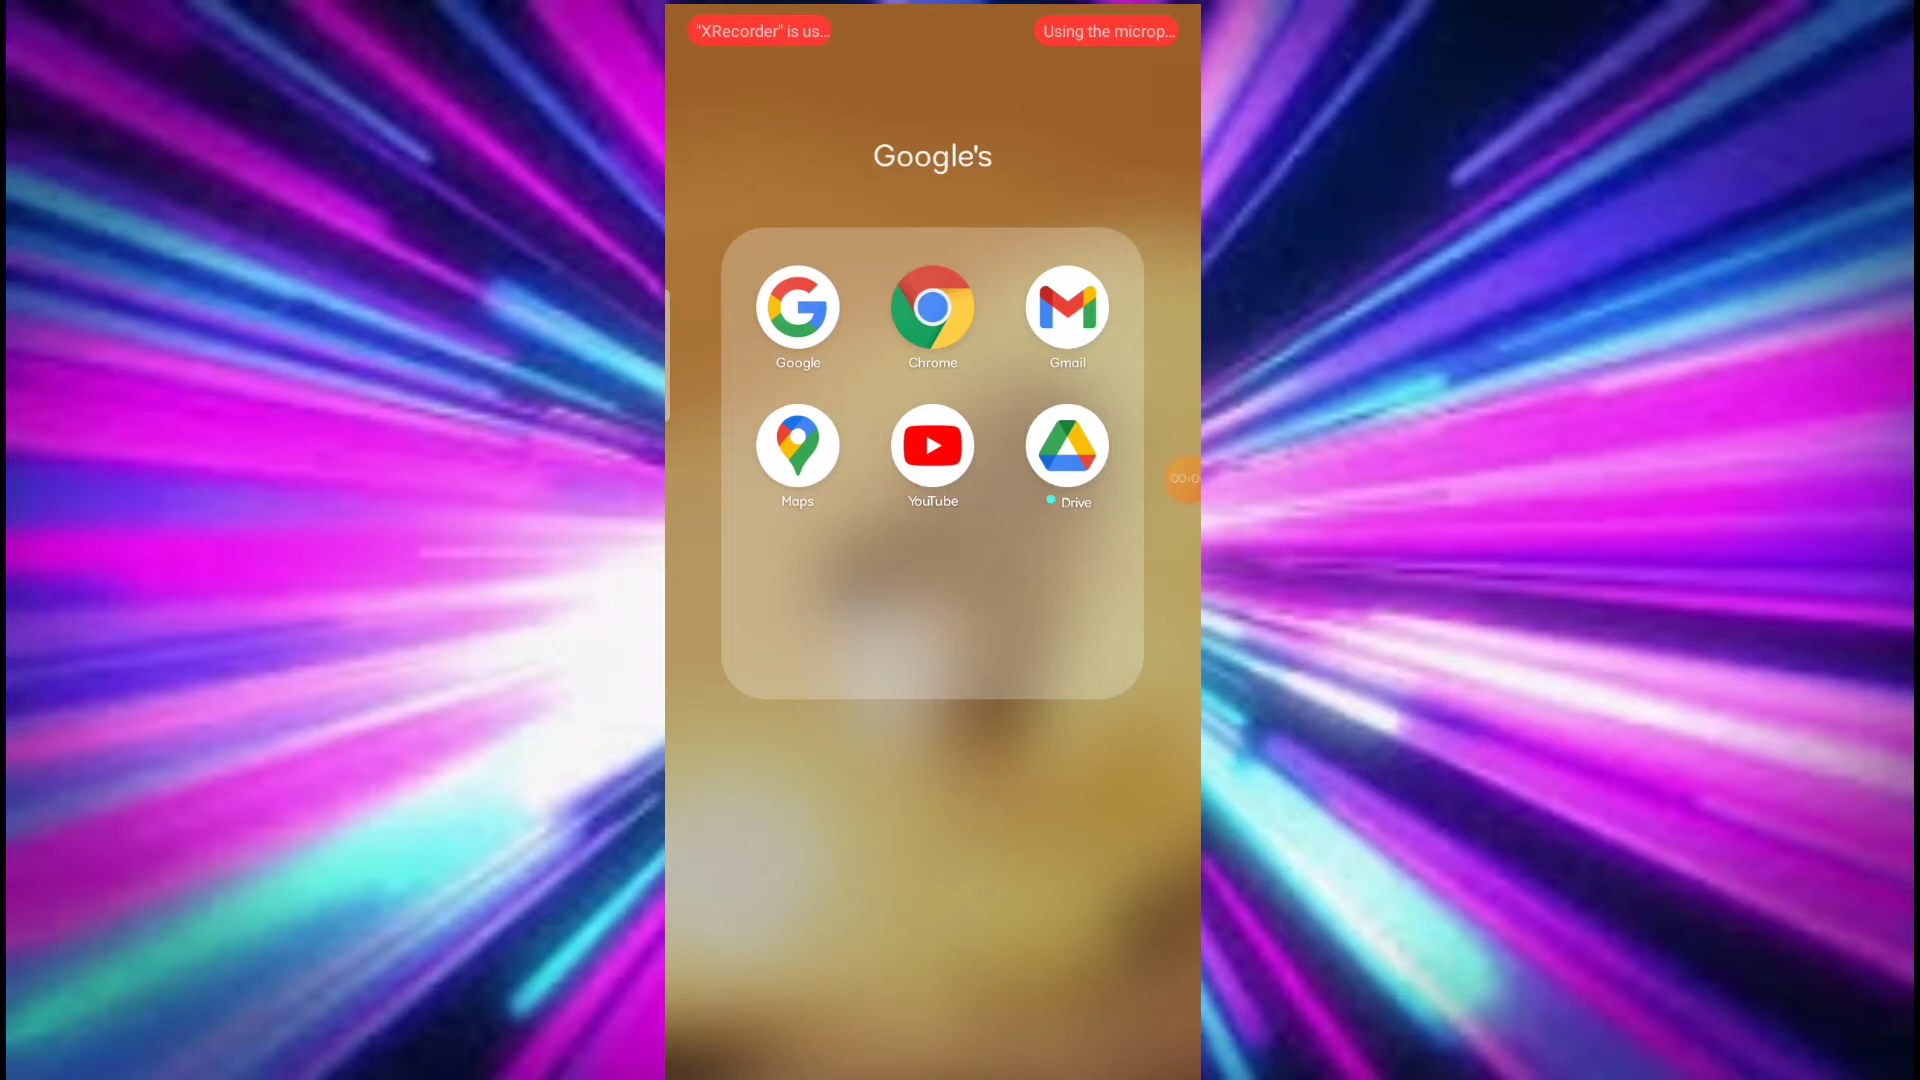 "XRecorder" is us...
Using the microp...
Google's
Google
Chrome
Gmail
Maps
YouTube
Drive